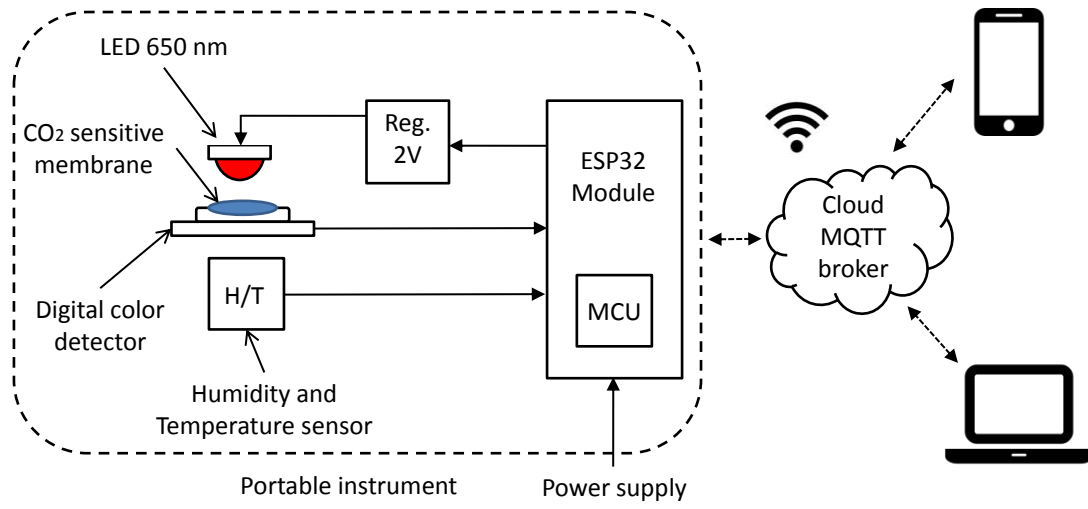 LED 650 nm
CO2 sensitive
membrane
Reg.
2V
ESP32
Module
MCU
H/T
Digital color
detector
Humidity and
Temperature sensor
Portable instrument
Power supply
Cloud
MQTT
broker